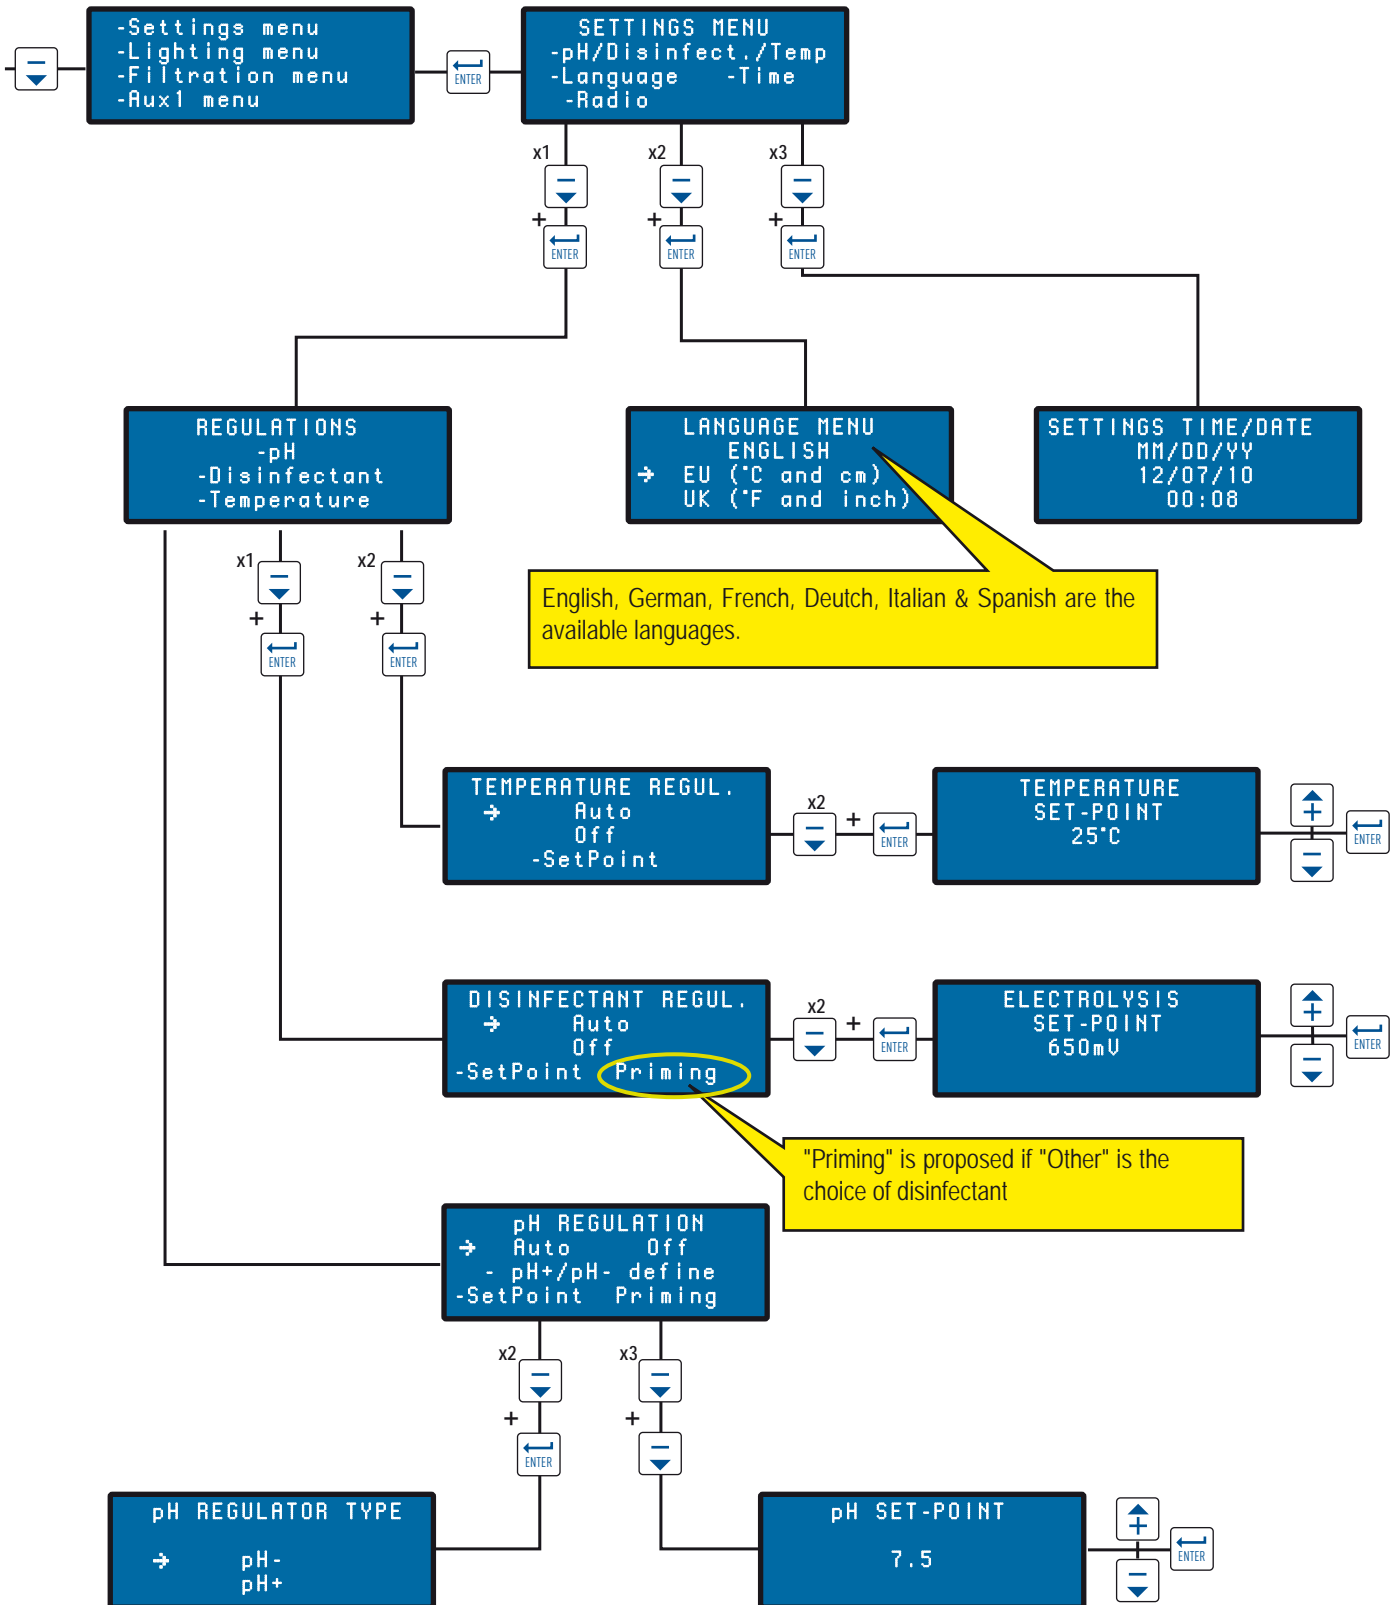 -Settings menu
-Lighting menu
-Filtration menu
-Aux1 menu
ENTER
SETTINGS MENU
-pH/Disinfect./Temp
-Language -Time
-Radio
x1
x2
x3
+
+
+
ENTER
ENTER
ENTER
REGULATIONS
-pH
-Disinfectant
-Temperature
LANGUAGE MENU
ENGLISH
→ EU (°C and cm)
UK (°F and inch)
SETTINGS TIME/DATE
MM/DD/YY
12/07/10
00:08
x1
x2
+
+
ENTER
ENTER
English, German, French, Deutch, Italian & Spanish are the
available languages.
TEMPERATURE REGUL.
→ Auto
Off
-SetPoint
x2
+
ENTER
TEMPERATURE
SET-POINT
25°C
+
ENTER
DISINFECTANT REGUL.
→ Auto
Off
-SetPoint Priming
x2
+
ENTER
ELECTROLYSIS
SET-POINT
650mV
+
ENTER
"Priming" is proposed if "Other" is the
choice of disinfectant
pH REGULATION
→ Auto Off
- pH+/pH- define
-SetPoint Priming
x2
x3
+
+
ENTER
pH REGULATOR TYPE
→ pH-
pH+
pH SET-POINT
7.5
+
ENTER